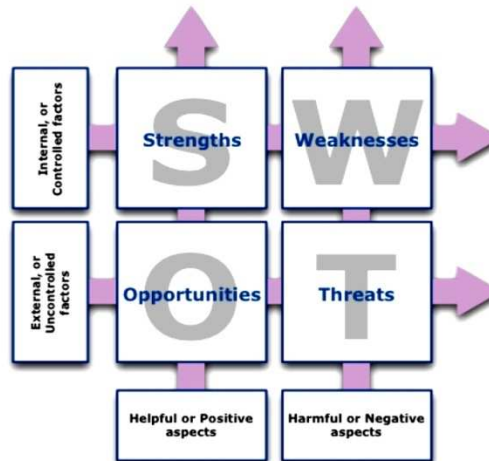 Internal, or
Controlled factors
S
Strengths
W
Weaknesses
External, or
Uncontrolled
factors
O
Opportunities
T
Threats
Helpful or Positive
aspects
Harmful or Negative
aspects